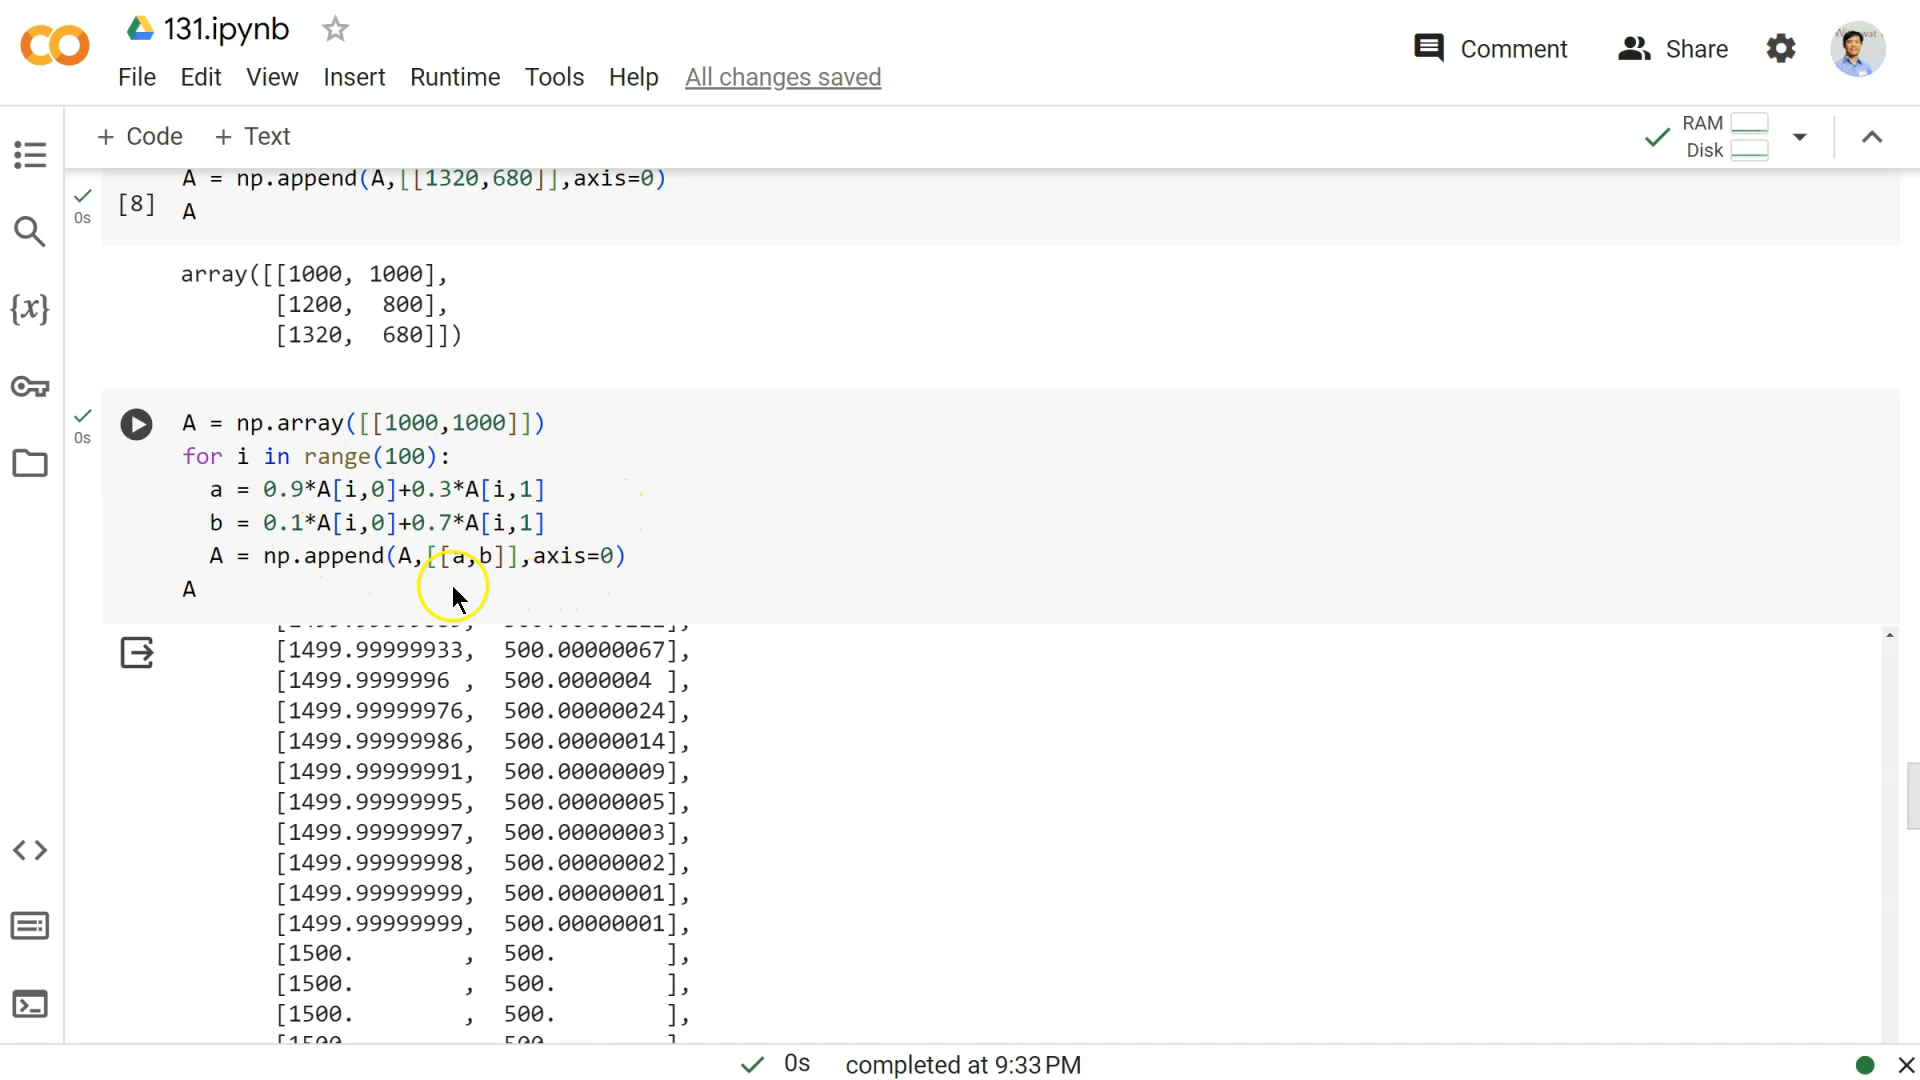 131.ipynb
File Edit View Insert Runtime Tools Help All changes saved
Comment Share
+ Code + Text
RAM
Disk
A = np.append(A,[[1320,680]],axis=0)
0s [8] A
array([[1000, 1000],
[1200, 800],
[1320, 680]])
{x}
A = np.array([[1000,1000]])
0s
for i in range(100):
a = 0.9*A[i,0]+0.3*A[i,1]
b = 0.1*A[i,0]+0.7*A[i,1]
A = np.append(A,[[a,b]],axis=0)
A
[1499.99999933, 500.00000067],
[1499.9999996 , 500.0000004 ],
[1499.99999976, 500.00000024],
[1499.99999986, 500.00000014],
[1499.99999991, 500.00000009],
[1499.99999995, 500.00000005],
[1499.99999997, 500.00000003],
[1499.99999998, 500.00000002],
[1499.99999999, 500.00000001],
[1499.99999999, 500.00000001],
[1500. , 500. ],
[1500. , 500. ],
[1500. , 500. ],
0s completed at 9:33 PM